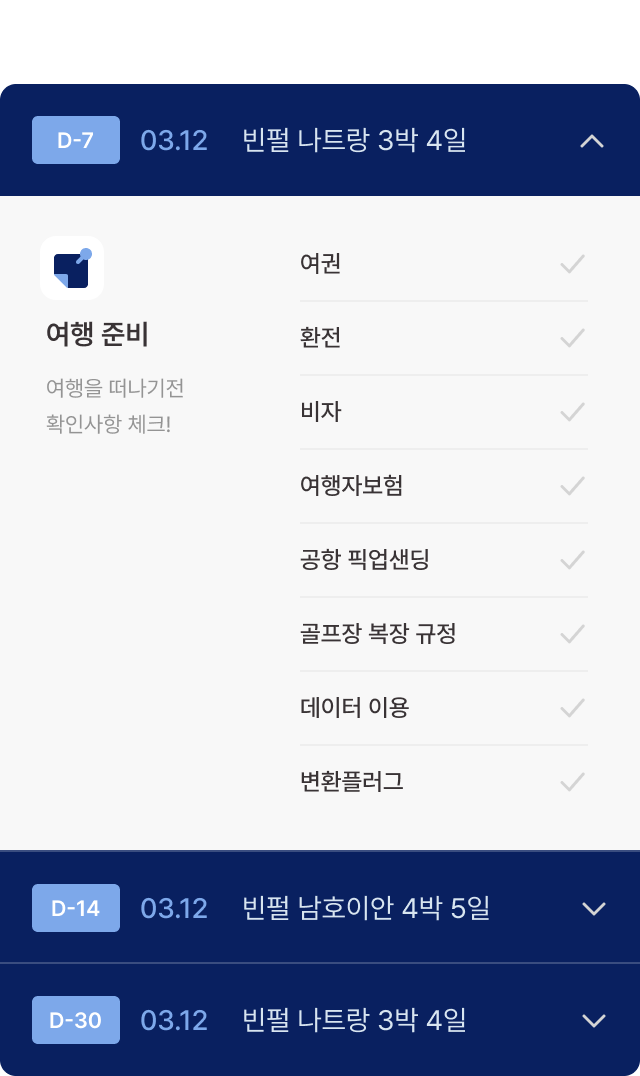 D-7 03.12 빈펄 나트랑 3박 4일
여행 준비
여행을 떠나기전
확인사항 체크!
여권
환전
비자
여행자보험
공항 픽업샌딩
골프장 복장 규정
데이터 이용
변환플러그
D-14 03.12 빈펄 남호이안 4박 5일
D-30 03.12 빈펄 나트랑 3박 4일